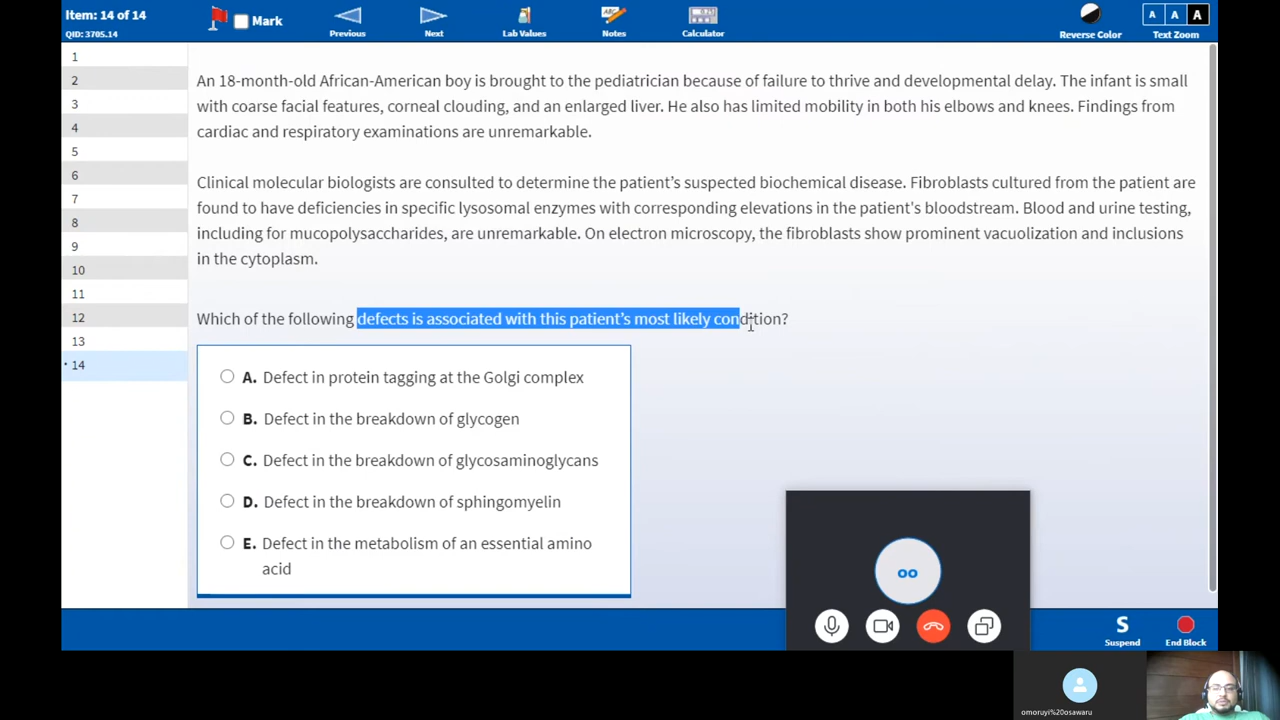 Item: 14 of 14
QID: 3705.14
Mark
Previous
Next
Lab Values
Notes
Calculator
Reverse Color
A A A
Text Zoom
1
2
3
4
5
6
7
8
9
10
11
12
13
14
An 18-month-old African-American boy is brought to the pediatrician because of failure to thrive and developmental delay. The infant is small
with coarse facial features, corneal clouding, and an enlarged liver. He also has limited mobility in both his elbows and knees. Findings from
cardiac and respiratory examinations are unremarkable.
Clinical molecular biologists are consulted to determine the patient's suspected biochemical disease. Fibroblasts cultured from the patient are
found to have deficiencies in specific lysosomal enzymes with corresponding elevations in the patient's bloodstream. Blood and urine testing,
including for mucopolysaccharides, are unremarkable. On electron microscopy, the fibroblasts show prominent vacuolization and inclusions
in the cytoplasm.
Which of the following defects is associated with this patient's most likely condition?
A. Defect in protein tagging at the Golgi complex
B. Defect in the breakdown of glycogen
C. Defect in the breakdown of glycosaminoglycans
D. Defect in the breakdown of sphingomyelin
E. Defect in the metabolism of an essential amino
acid
OO
S
Suspend
End Block
omoruyi%20osawaru